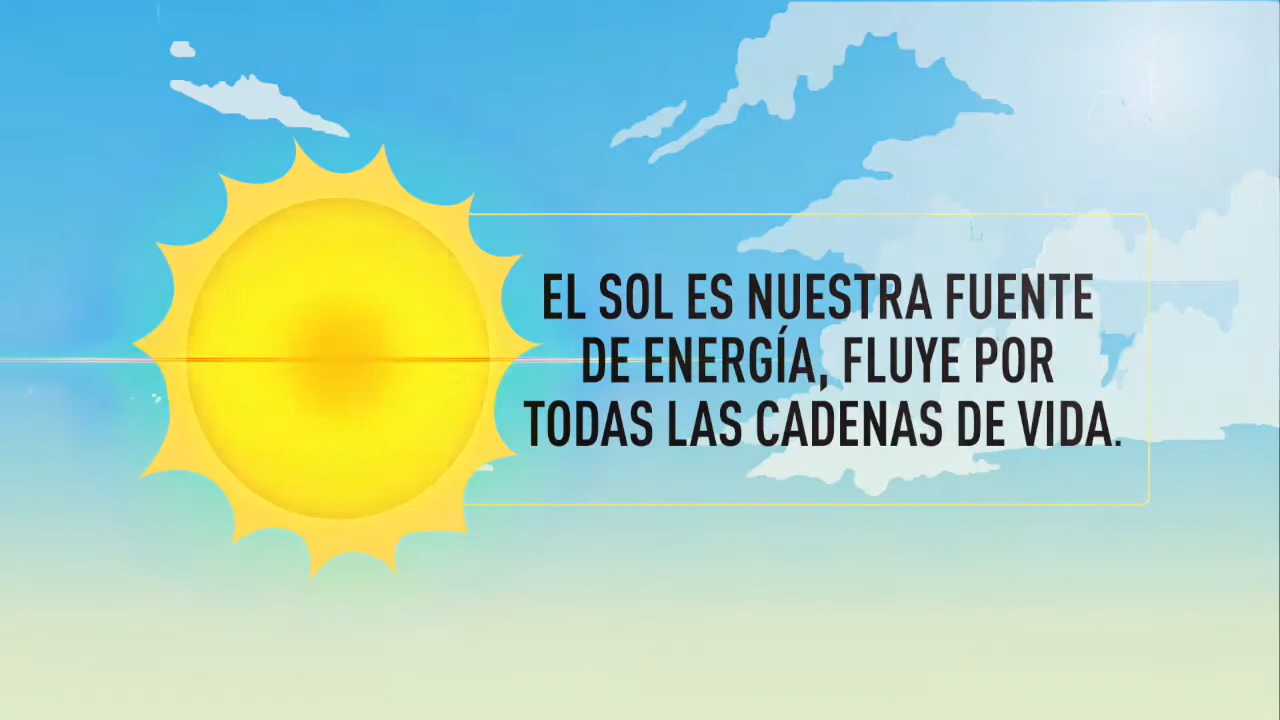 EL SOL ES NUESTRA FUENTE
DE ENERGÍA, FLUYE POR
TODAS LAS CADENAS DE VIDA.